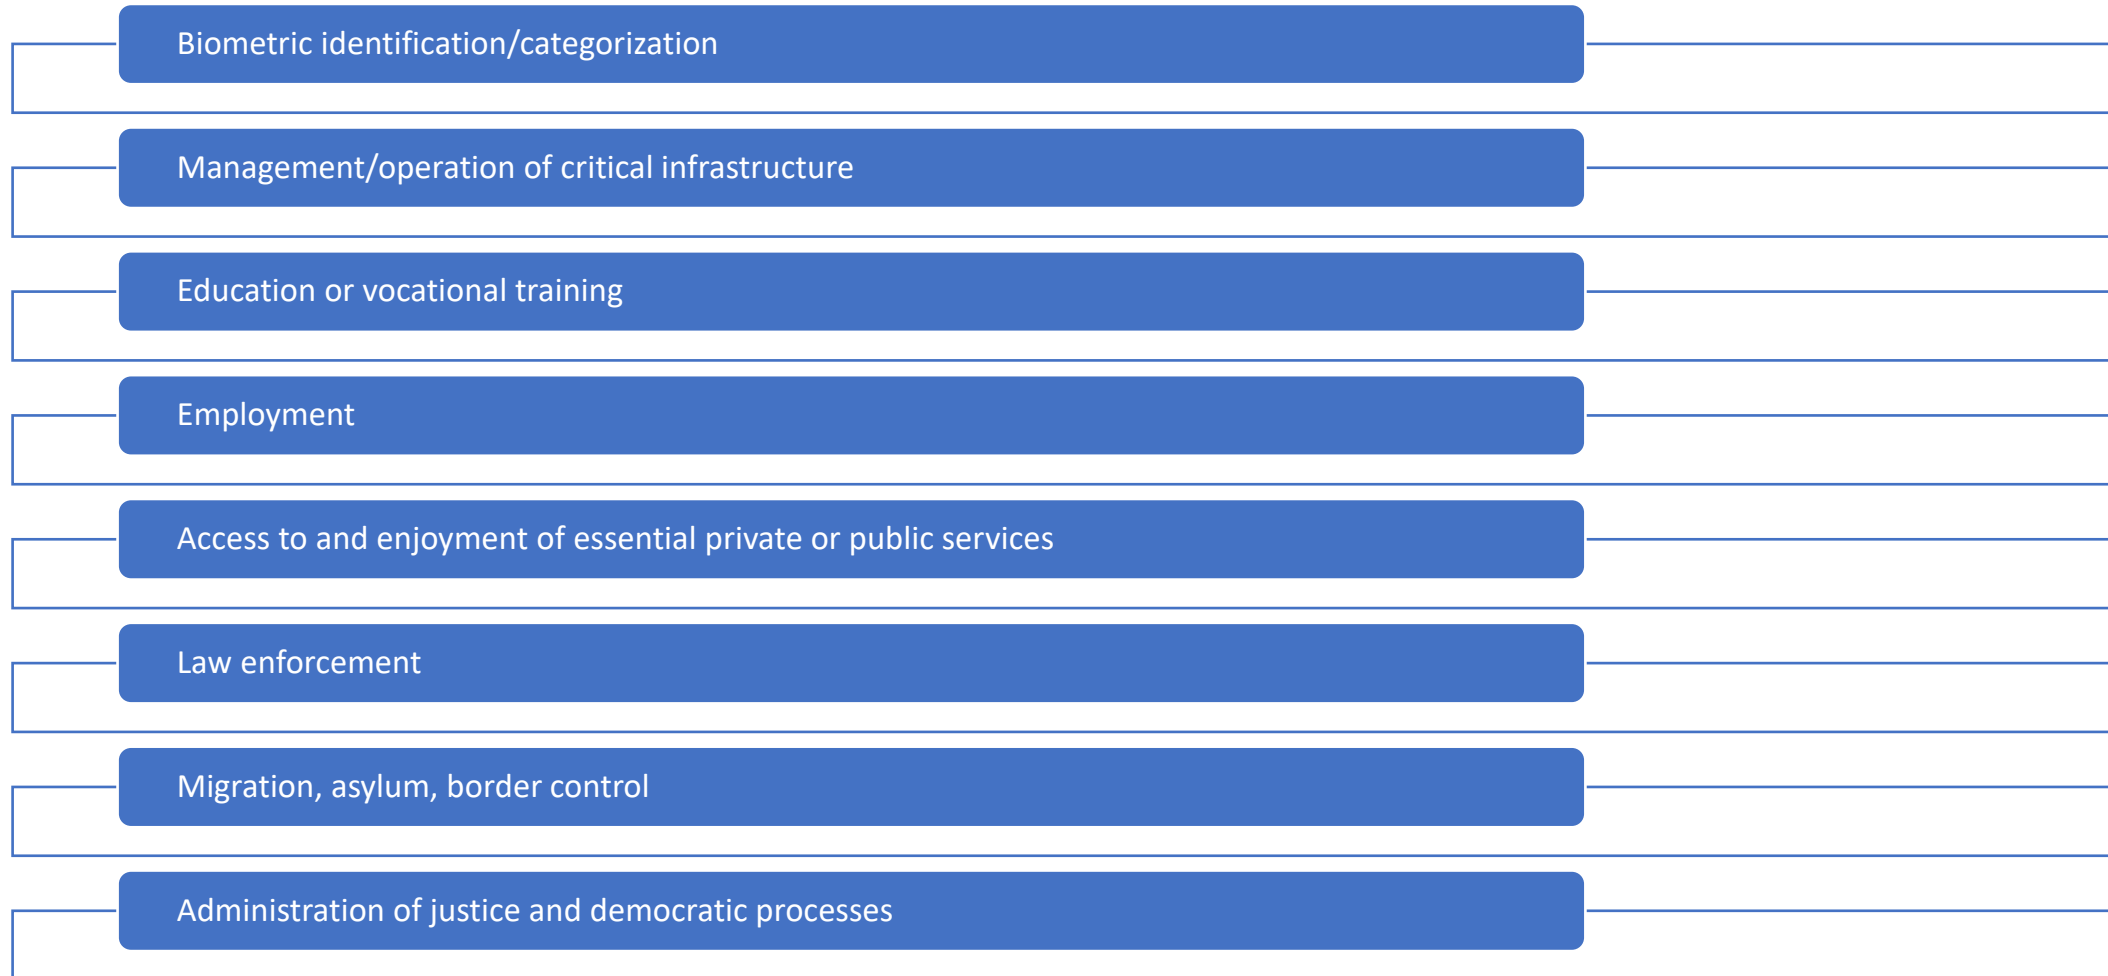 Biometric identification/categorization
Management/operation of critical infrastructure
Education or vocational training
Employment
Access to and enjoyment of essential private or public services
Law enforcement
Migration, asylum, border control
Administration of justice and democratic processes